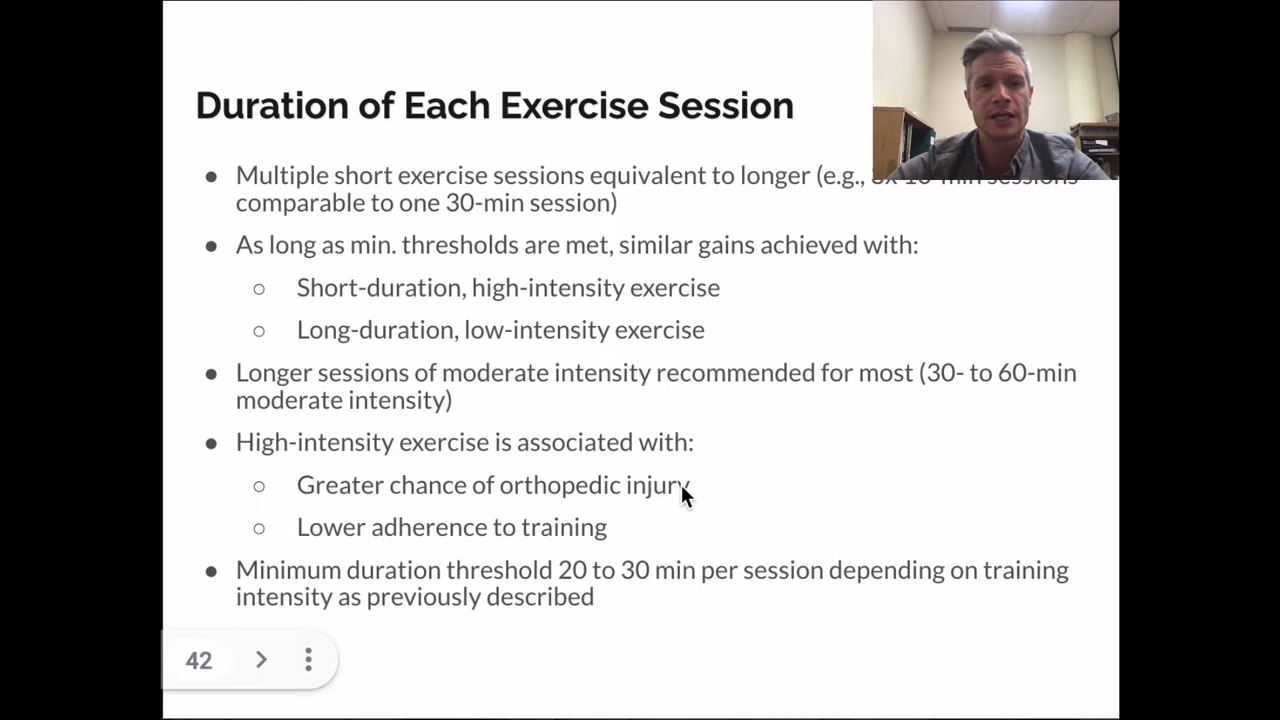 Duration of Each Exercise Session
● Multiple short exercise sessions equivalent to longer (e.g., 3x 10-min sessions
comparable to one 30-min session)
● As long as min. thresholds are met, similar gains achieved with:
○ Short-duration, high-intensity exercise
○ Long-duration, low-intensity exercise
● Longer sessions of moderate intensity recommended for most (30- to 60-min
moderate intensity)
● High-intensity exercise is associated with:
○ Greater chance of orthopedic injury
○ Lower adherence to training
● Minimum duration threshold 20 to 30 min per session depending on training
intensity as previously described
42